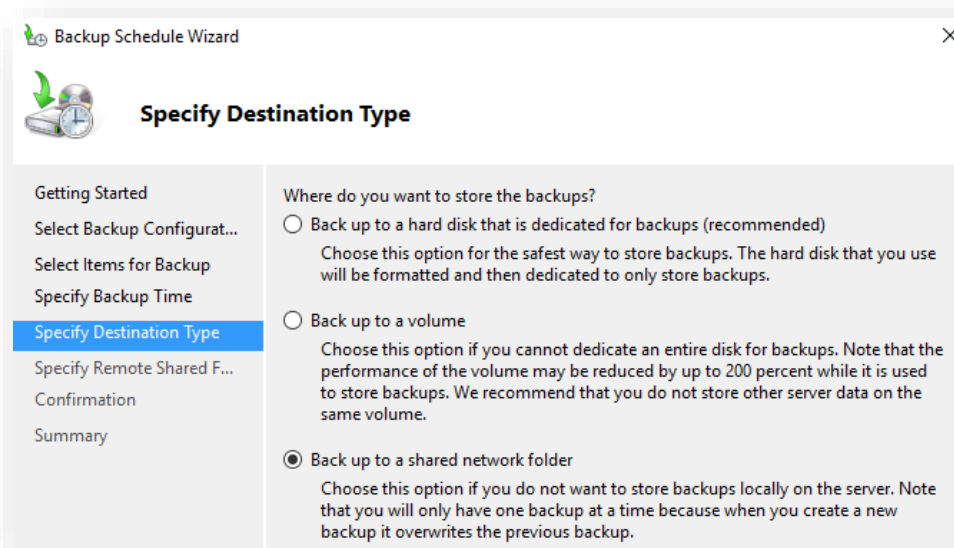 Backup Schedule Wizard
Specify Destination Type
Getting Started
Select Backup Configurat...
Select Items for Backup
Specify Backup Time
Specify Destination Type
Specify Remote Shared F...
Confirmation
Summary
Where do you want to store the backups?
Back up to a hard disk that is dedicated for backups (recommended)
Choose this option for the safest way to store backups. The hard disk that you use
will be formatted and then dedicated to only store backups.
Back up to a volume
Choose this option if you cannot dedicate an entire disk for backups. Note that the
performance of the volume may be reduced by up to 200 percent while it is used
to store backups. We recommend that you do not store other server data on the
same volume.
Back up to a shared network folder
Choose this option if you do not want to store backups locally on the server. Note
that you will only have one backup at a time because when you create a new
backup it overwrites the previous backup.